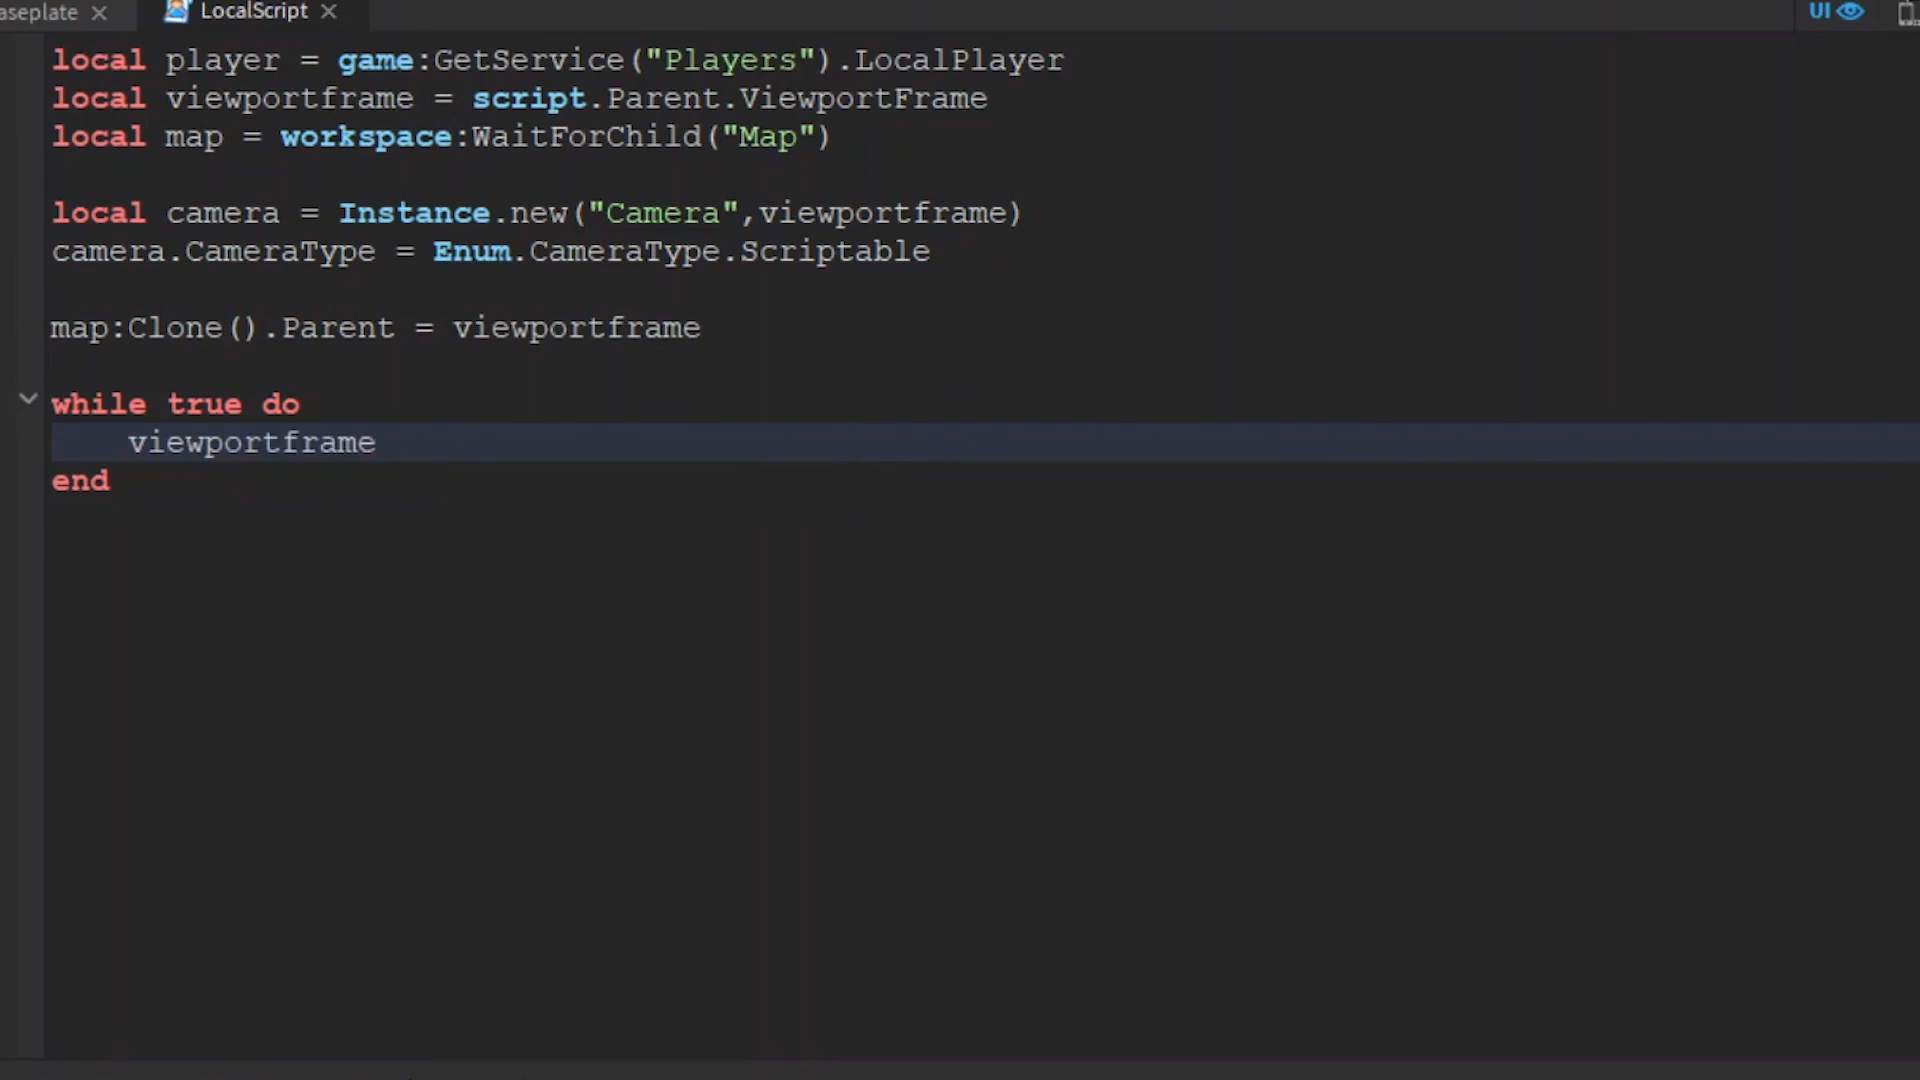 aseplate
LocalScript
UI
local player = game:GetService("Players").LocalPlayer
local viewportframe = script.Parent.ViewportFrame
local map = workspace:WaitForChild("Map")
local camera = Instance.new("Camera",viewportframe)
camera.CameraType = Enum.CameraType.Scriptable
map:Clone().Parent = viewportframe
while true do
viewportframe
end